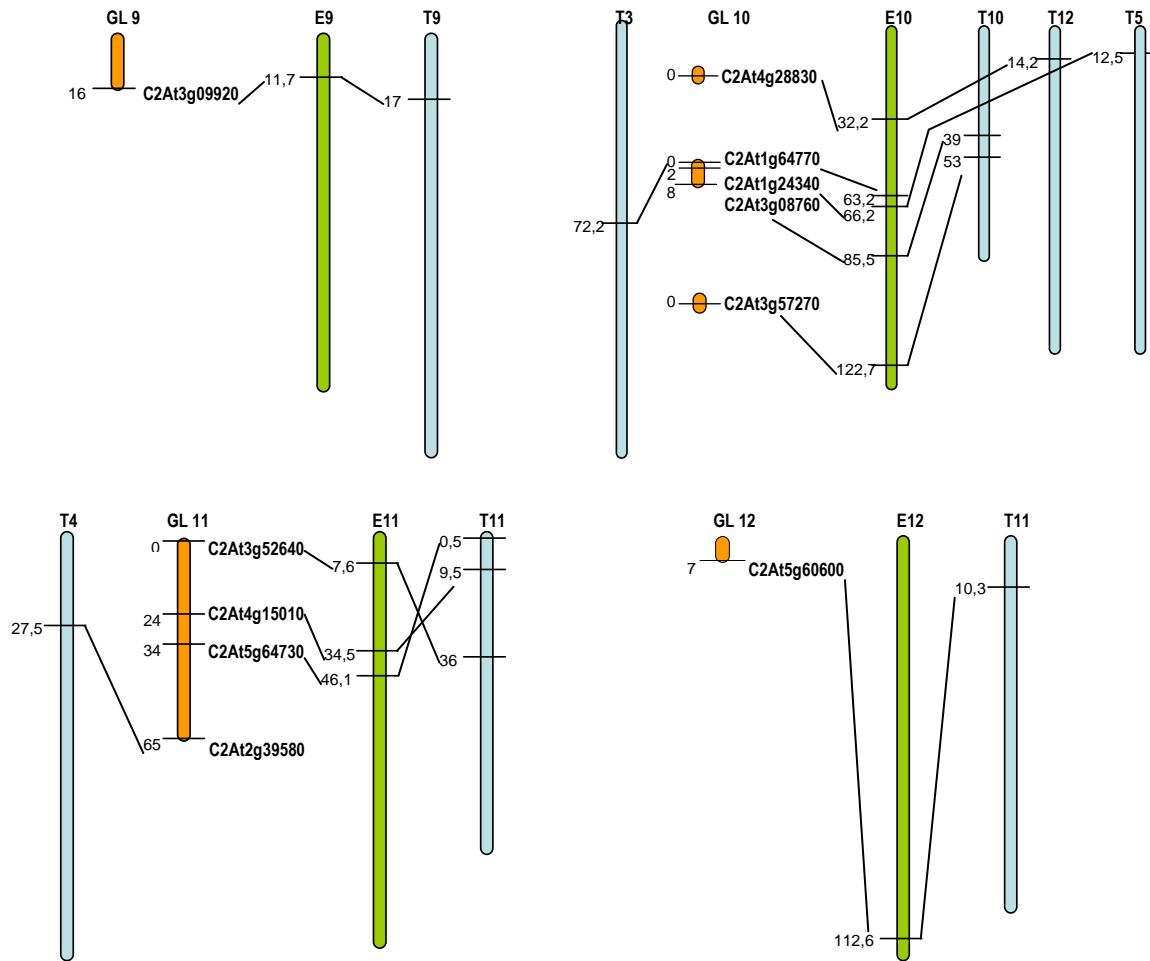 GL 9 E9 T9
11,7
16 C2At3g09920
17
T3 GL 10 E10 T10 T12 T5
0 C2At4g28830
14,2
12,5
32,2
39
53
0 C2At1g64770
2
8 C2At1g24340
C2At3g08760
63,2
66,2
72,2
85,5
0 C2At3g57270
122,7
T4 GL 11 E11 T11
0 C2At3g52640
0,5
7,6
9,5
24 C2At4g15010
27,5
34 C2At5g64730
34,5
36
46,1
65 C2At2g39580
GL 12 E12 T11
7 C2At5g60600
10,3
112,6